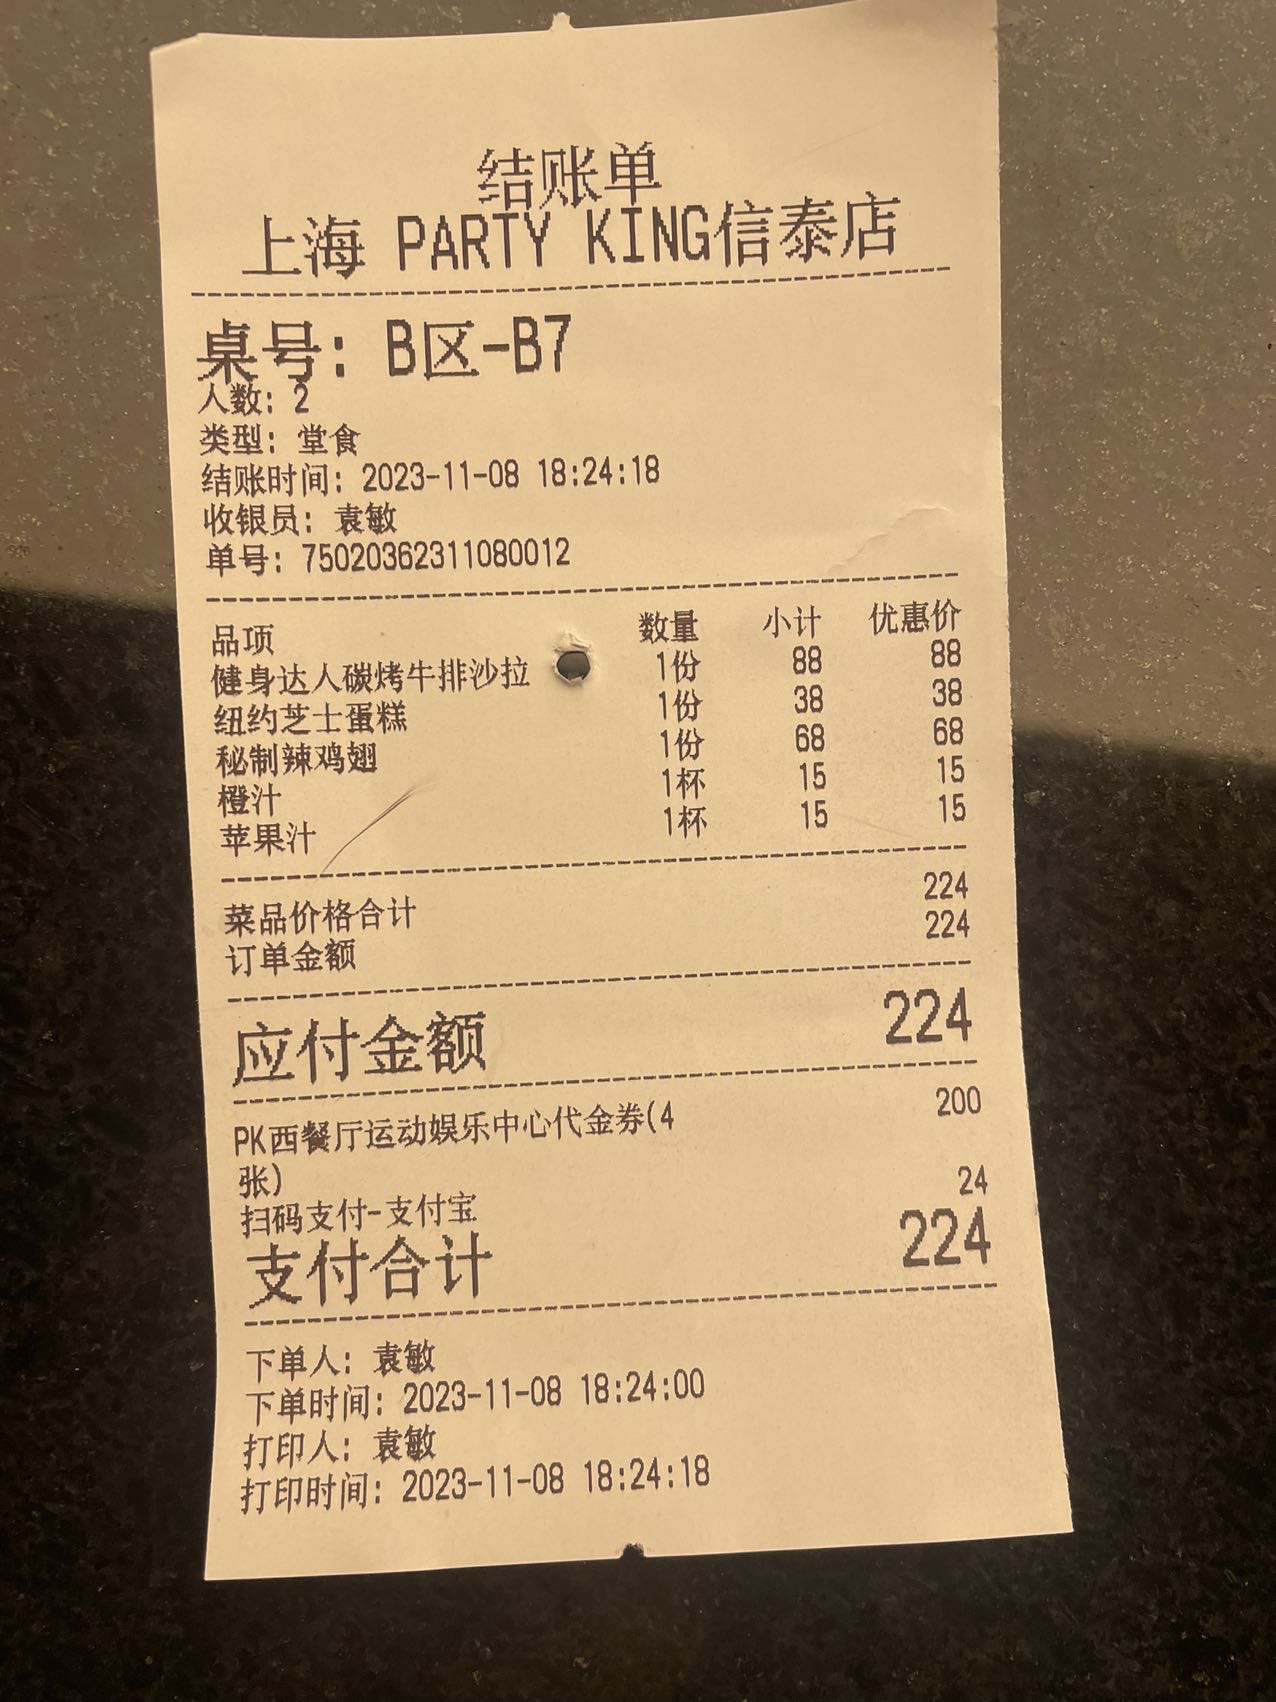 结账单
上海 PARTY KING信泰店
桌号: B区-B7
人数: 2
类型: 堂食
结账时间: 2023-11-08 18:24:18
收银员: 袁敏
单号: 75020362311080012
品项 数量 小计 优惠价
健身达人碳烤牛排沙拉 1份 88 88
纽约芝士蛋糕 1份 38 38
秘制辣鸡翅 1份 68 68
橙汁 1杯 15 15
苹果汁 1杯 15 15
菜品价格合计 224
订单金额 224
应付金额 224
PK西餐厅运动娱乐中心代金券(4 200
张)
扫码支付-支付宝 24
支付合计 224
下单人: 袁敏
下单时间: 2023-11-08 18:24:00
打印人: 袁敏
打印时间: 2023-11-08 18:24:18